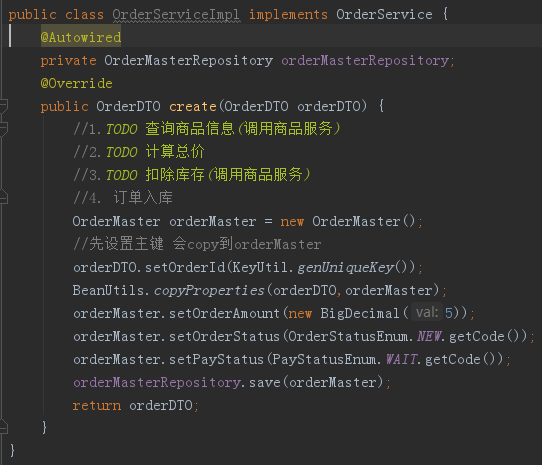 public class OrderServiceImpl implements OrderService {
@Autowired
private OrderMasterRepository orderMasterRepository;
@Override
public OrderDTO create(OrderDTO orderDTO) {
//1.TODO 查询商品信息(调用商品服务)
//2.TODO 计算总价
//3.TODO 扣除库存(调用商品服务)
//4. 订单入库
OrderMaster orderMaster = new OrderMaster();
//先设置主键 会copy到orderMaster
orderDTO.setOrderId(KeyUtil.genUniqueKey());
BeanUtils.copyProperties(orderDTO,orderMaster);
orderMaster.setOrderAmount(new BigDecimal( val: 5));
orderMaster.setOrderStatus(OrderStatusEnum.NEW.getCode());
orderMaster.setPayStatus(PayStatusEnum.WAIT.getCode());
orderMasterRepository.save(orderMaster);
return orderDTO;
}
}